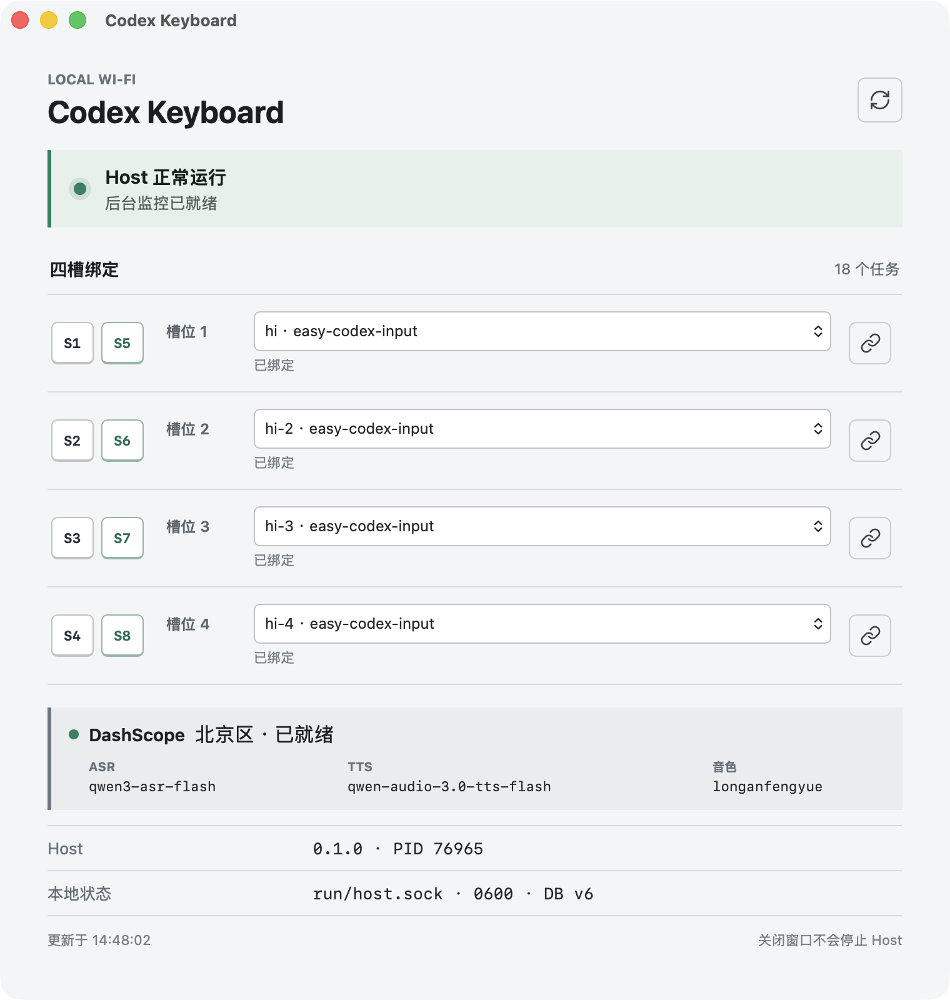 Codex Keyboard
LOCAL WI-FI
Codex Keyboard
Host 正常运行
后台监控已就绪
四槽绑定 18 个任务
S1 S5 槽位 1 hi · easy-codex-input
已绑定
S2 S6 槽位 2 hi-2 · easy-codex-input
已绑定
S3 S7 槽位 3 hi-3 · easy-codex-input
已绑定
S4 S8 槽位 4 hi-4 · easy-codex-input
已绑定
DashScope 北京区 · 已就绪
ASR TTS 音色
qwen3-asr-flash qwen-audio-3.0-tts-flash longanfengyue
Host 0.1.0 · PID 76965
本地状态 run/host.sock · 0600 · DB v6
更新于 14:48:02 关闭窗口不会停止 Host